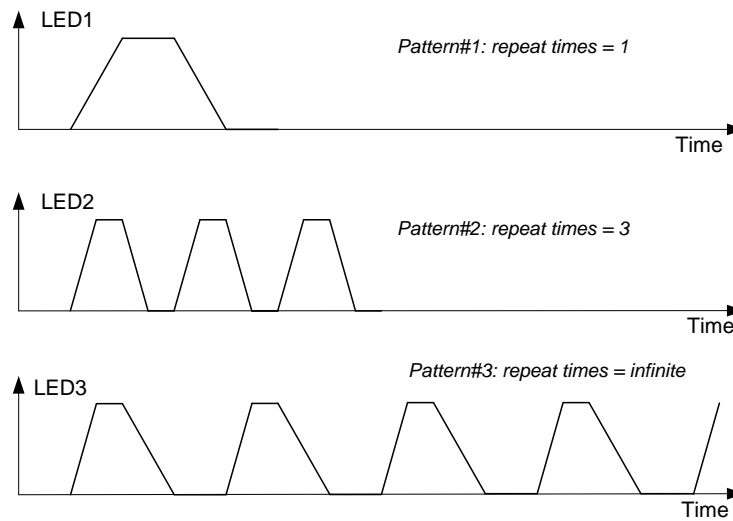 LED1
Pattern#1: repeat times = 1
Time
LED2
Pattern#2: repeat times = 3
Time
Pattern#3: repeat times = infinite
LED3
Time